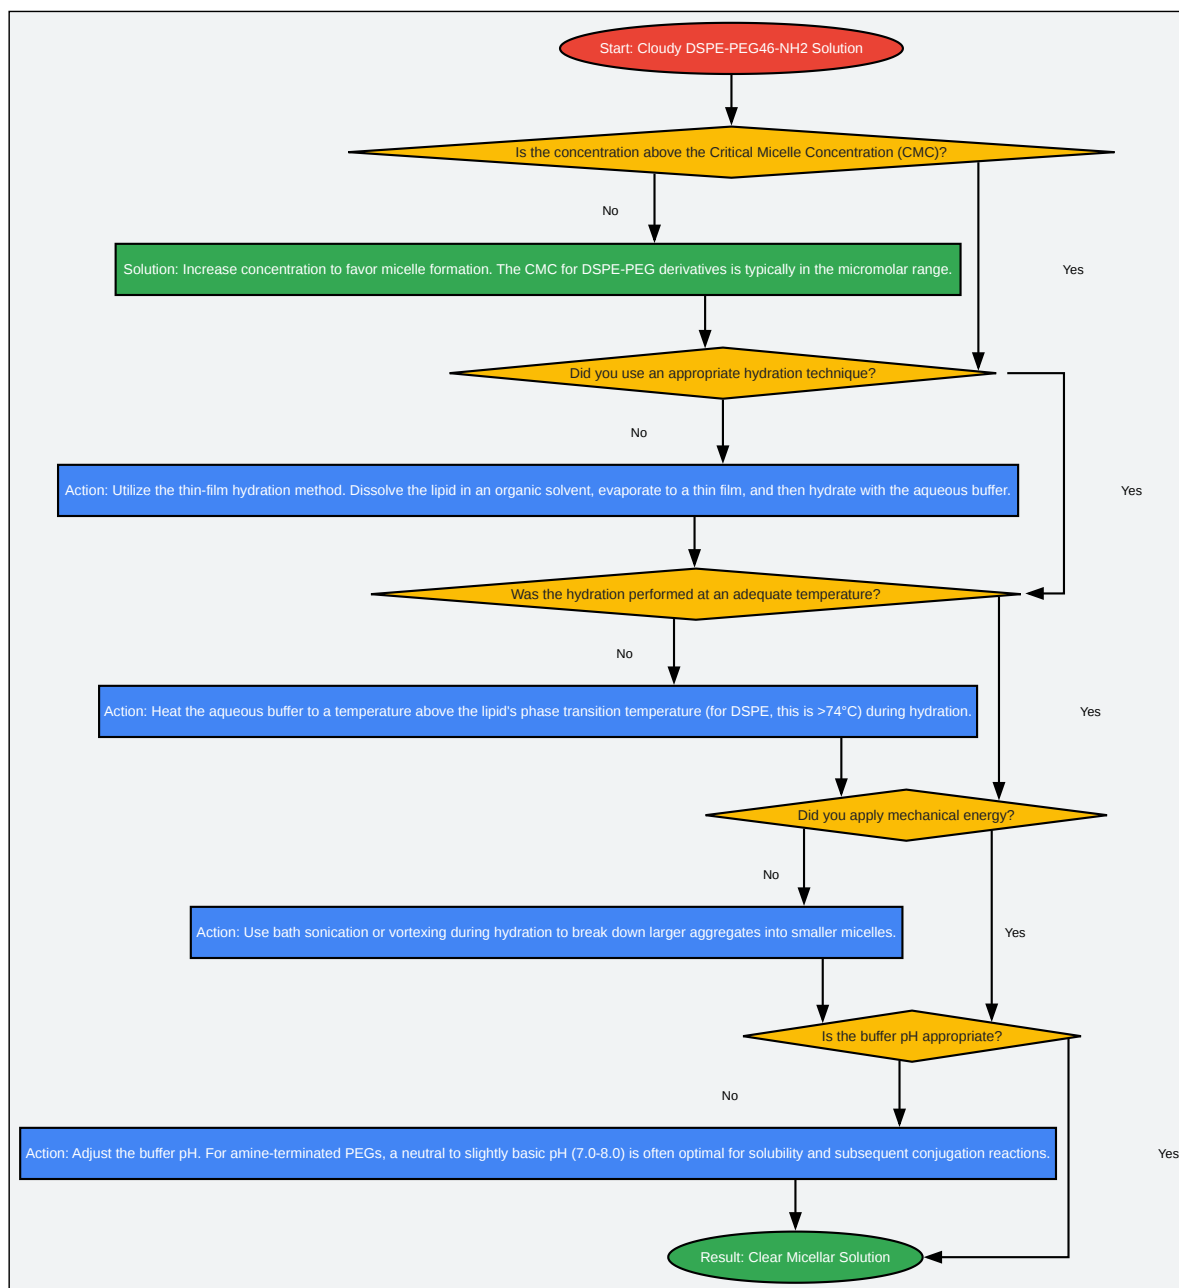 Start: Cloudy DSPE-PEG46-NH2 Solution
Is the concentration above the Critical Micelle Concentration (CMC)?
No
Solution: Increase concentration to favor micelle formation. The CMC for DSPE-PEG derivatives is typically in the micromolar range.
Yes
Did you use an appropriate hydration technique?
No
Action: Utilize the thin-film hydration method. Dissolve the lipid in an organic solvent, evaporate to a thin film, and then hydrate with the aqueous buffer.
Yes
Was the hydration performed at an adequate temperature?
No
Action: Heat the aqueous buffer to a temperature above the lipid's phase transition temperature (for DSPE, this is >74°C) during hydration.
Yes
Did you apply mechanical energy?
No
Action: Use bath sonication or vortexing during hydration to break down larger aggregates into smaller micelles.
Yes
Is the buffer pH appropriate?
No
Action: Adjust the buffer pH. For amine-terminated PEGs, a neutral to slightly basic pH (7.0-8.0) is often optimal for solubility and subsequent conjugation reactions.
Yes
Result: Clear Micellar Solution